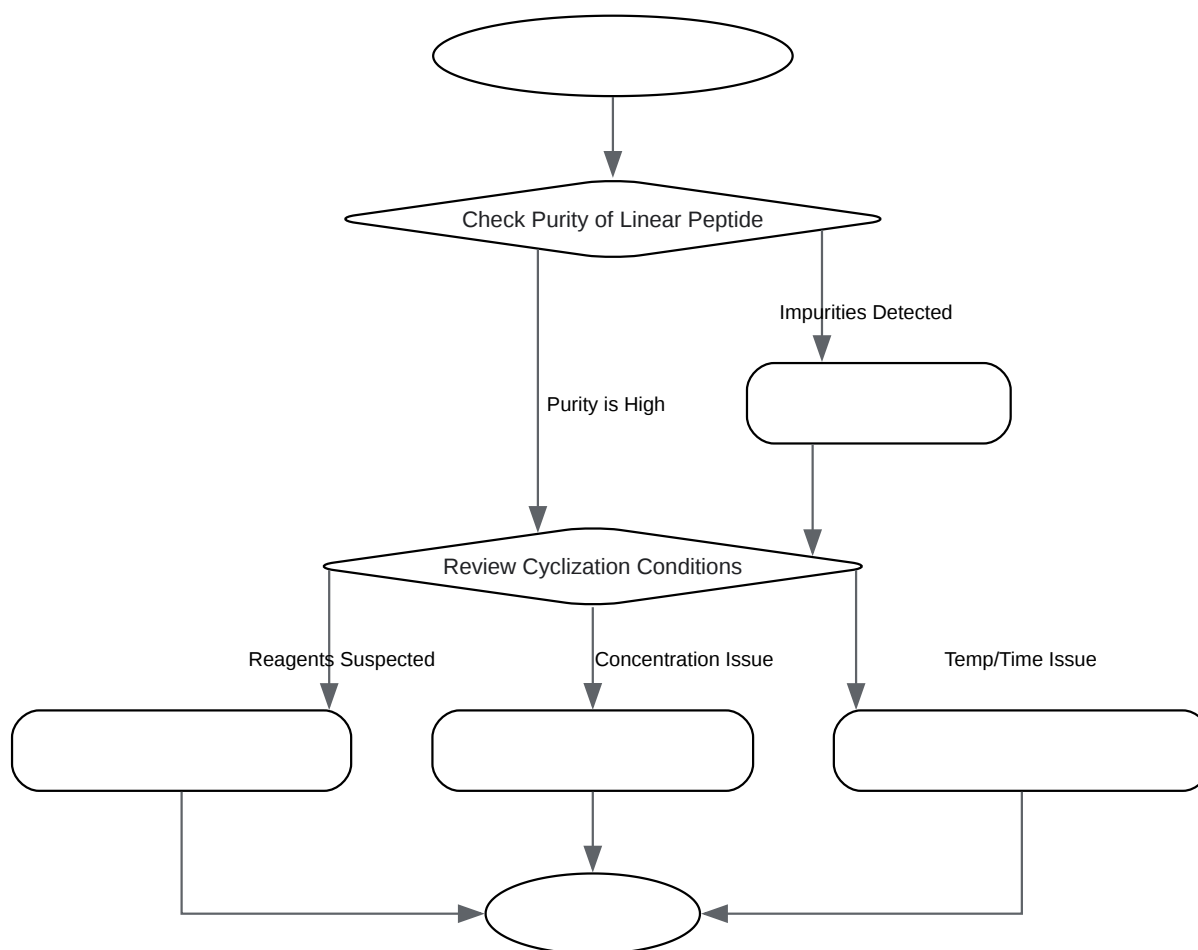 Check Purity of Linear Peptide
Impurities Detected
Purity is High
Review Cyclization Conditions
Reagents Suspected
Concentration Issue
Temp/Time Issue